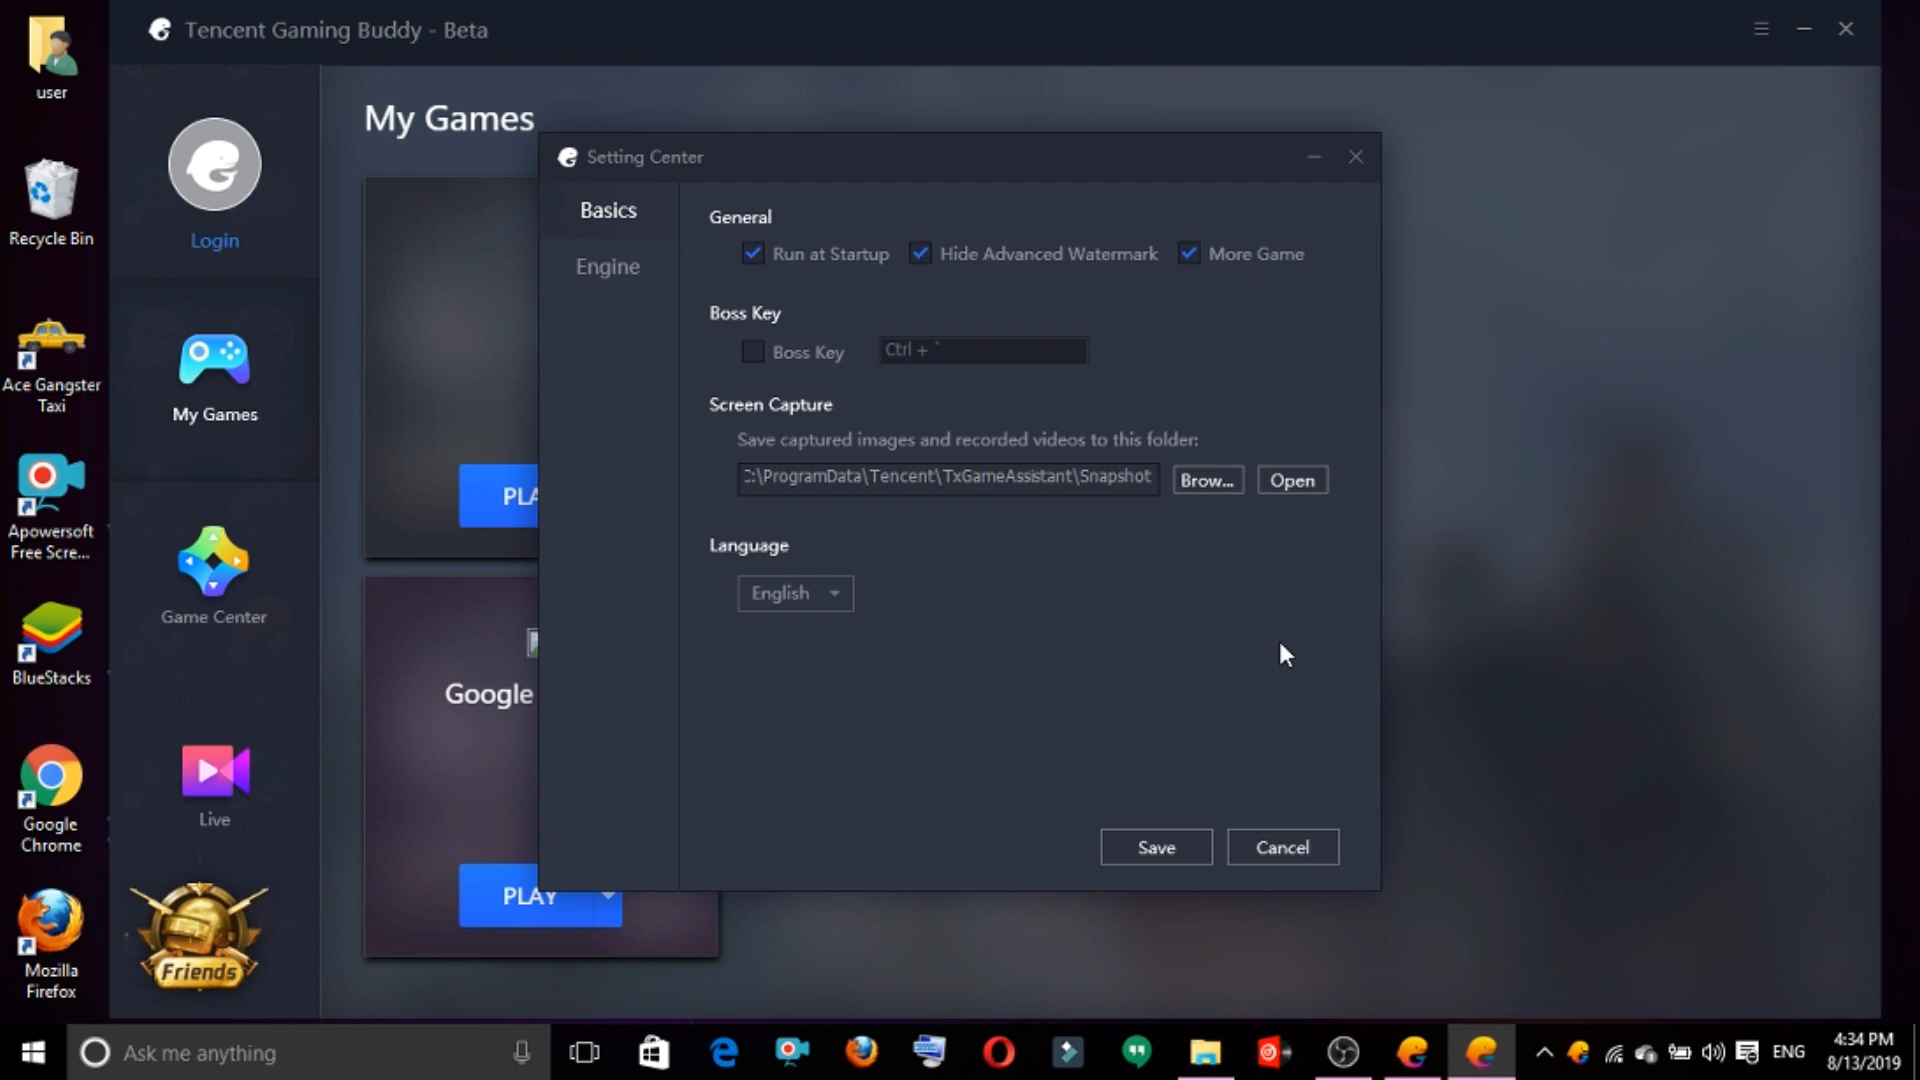 user
Recycle Bin
Ace Gangster
Taxi
Apowersoft
Free Scre...
BlueStacks
Google
Chrome
Mozilla
Firefox
Tencent Gaming Buddy - Beta
Login
My Games
Game Center
Live
Friends
My Games
PLA
Google
PLAY
Setting Center
Basics
Engine
General
Run at Startup
Hide Advanced Watermark
More Game
Boss Key
Boss Key
Ctrl + `
Screen Capture
Save captured images and recorded videos to this folder:
:\ProgramData\Tencent\TxGameAssistant\Snapshot
Brow...
Open
Language
English
Save
Cancel
Ask me anything
ENG
4:34 PM
8/13/2019